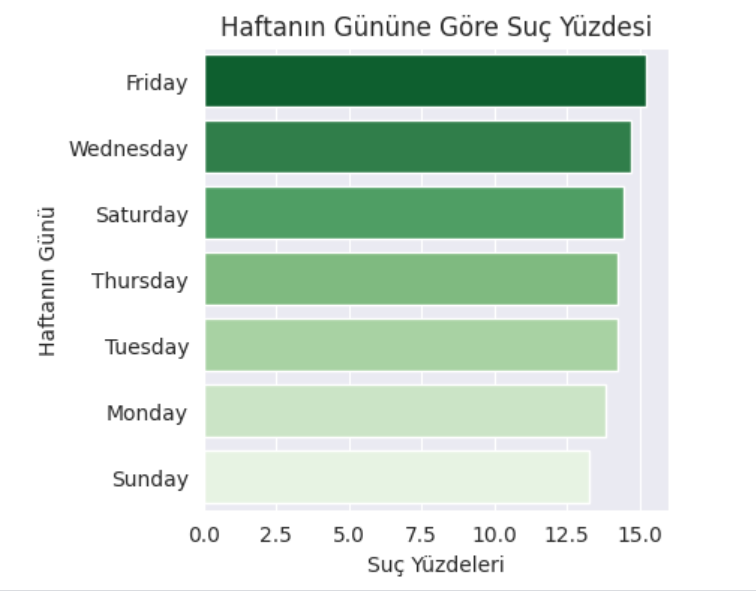 Haftanın Gününe Göre Suç Yüzdesi
Haftanın Günü
Friday
Wednesday
Saturday
Thursday
Tuesday
Monday
Sunday
0.0 2.5 5.0 7.5 10.0 12.5 15.0
Suç Yüzdeleri